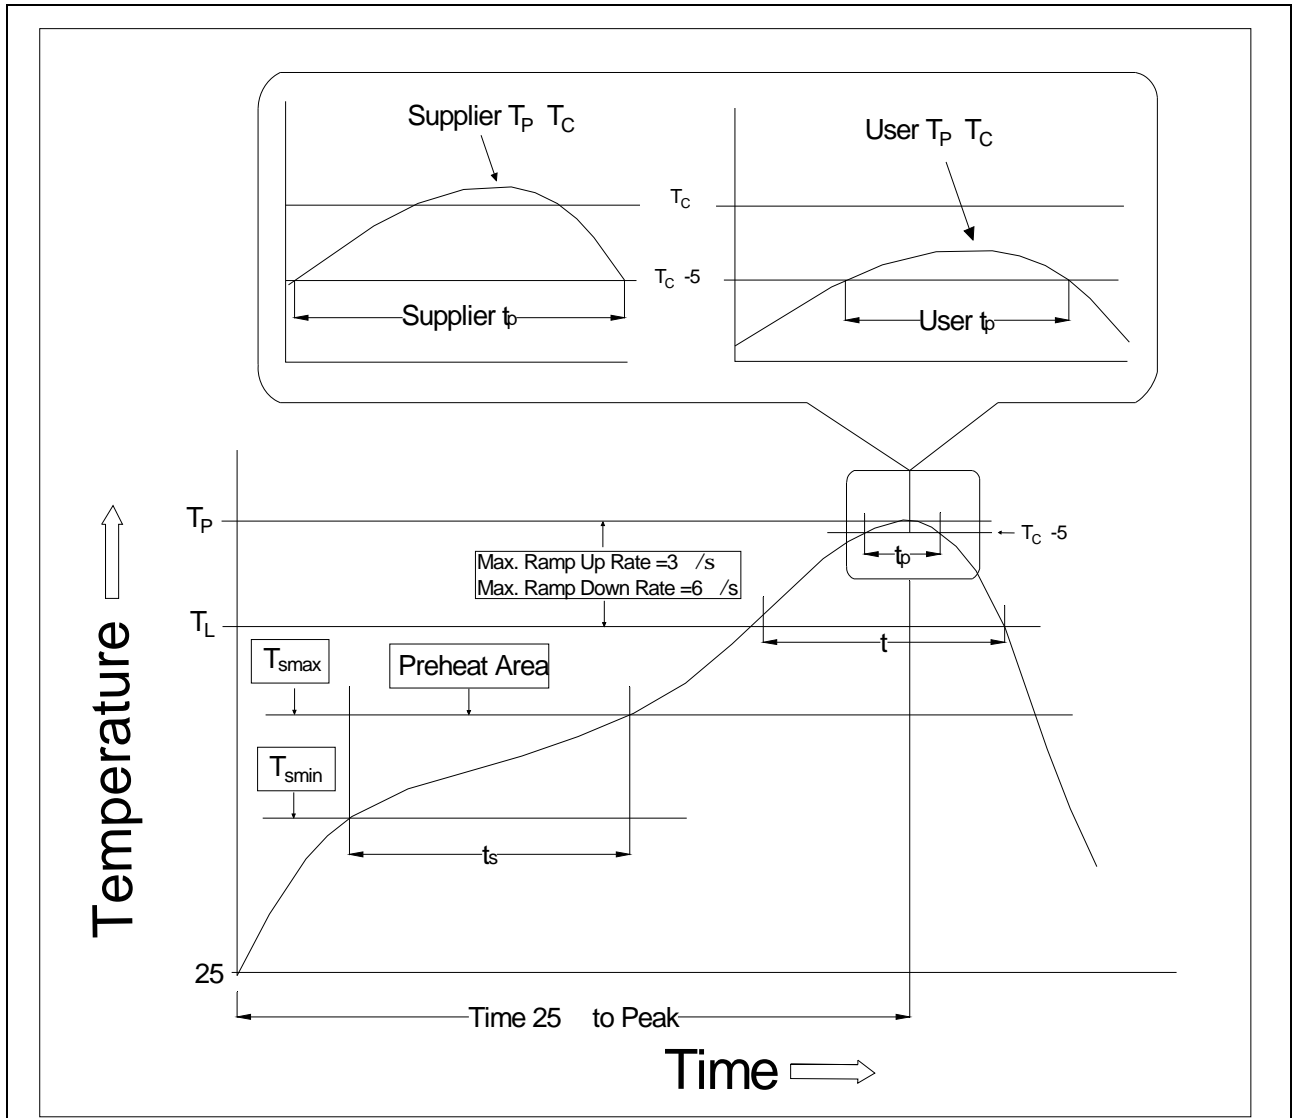 Supplier TP TC
User TP TC
TC
TC -5
Supplier tp
User tp
TP
TC -5
tp
Max. Ramp Up Rate =3 /s
Max. Ramp Down Rate =6 /s
TL
t
Tsmax
Preheat Area
Tsmin
ts
Temperature
25
Time 25 to Peak
Time